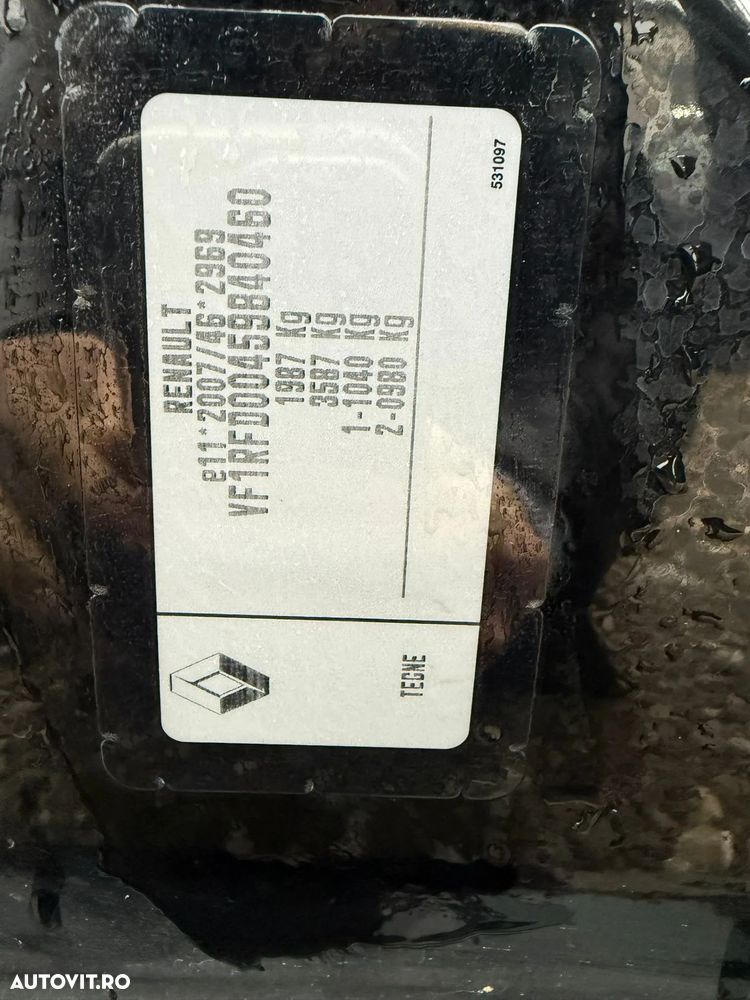 RENAULT
e11*2007/46*2969
VF1RFD00459840460
1987 Kg
3587 Kg
1-1040 Kg
2-0980 Kg
531097
TEGNE
AUTOVIT.RO